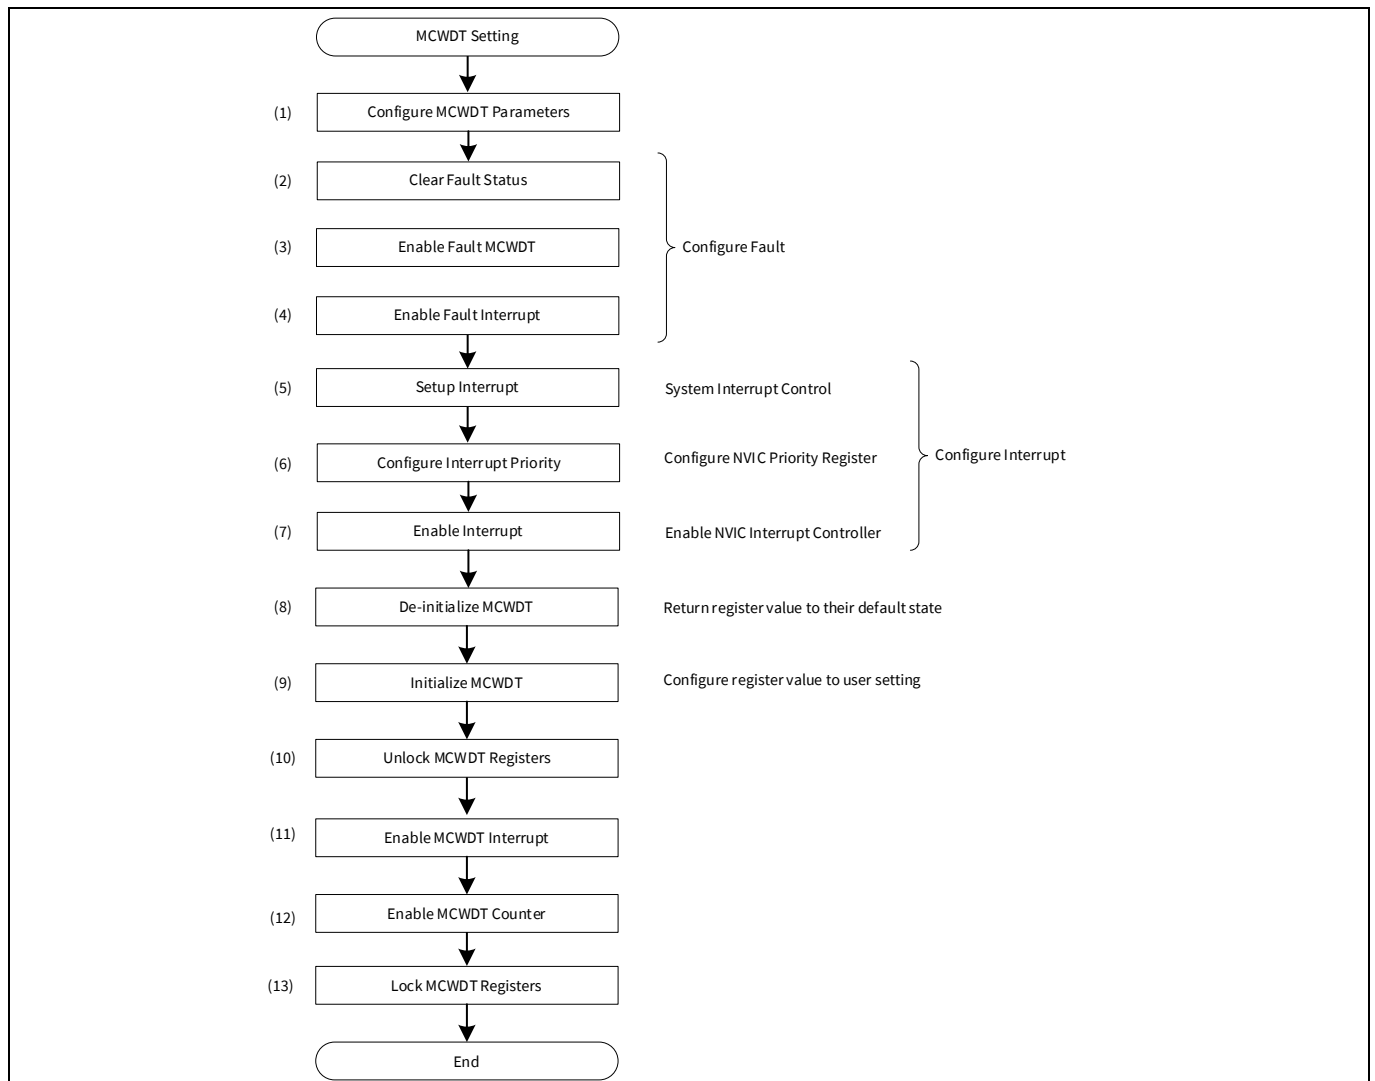 MCWDT Setting
(1) Configure MCWDT Parameters
(2) Clear Fault Status
(3) Enable Fault MCWDT Configure Fault
(4) Enable Fault Interrupt
(5) Setup Interrupt System Interrupt Control
(6) Configure Interrupt Priority Configure NVIC Priority Register Configure Interrupt
(7) Enable Interrupt Enable NVIC Interrupt Controller
(8) De-initialize MCWDT Return register value to their default state
(9) Initialize MCWDT Configure register value to user setting
(10) Unlock MCWDT Registers
(11) Enable MCWDT Interrupt
(12) Enable MCWDT Counter
(13) Lock MCWDT Registers
End